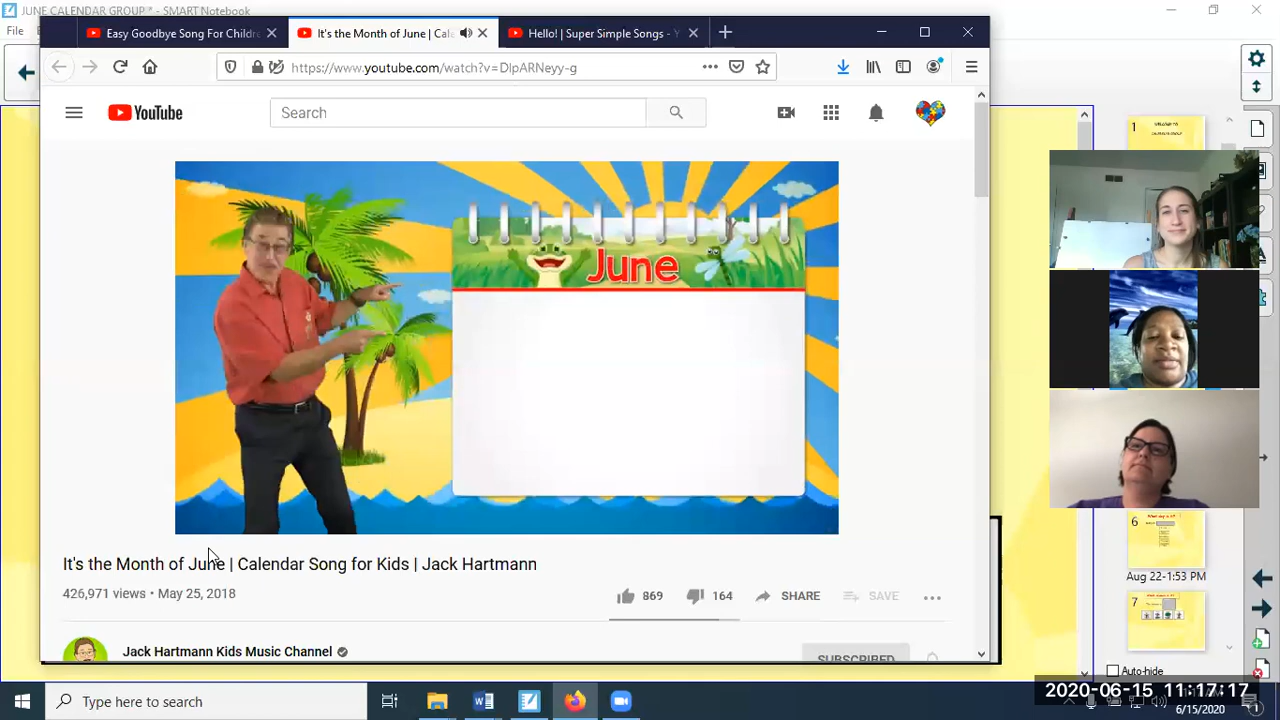 JUNE CALENDAR GROUP * - SMART Notebook
File
Easy Goodbye Song For Childre
It's the Month of June | Cale
Hello! | Super Simple Songs - Y
https://www.youtube.com/watch?v=DlpARNeyy-g
YouTube
Search
1
June
It's the Month of June | Calendar Song for Kids | Jack Hartmann
426,971 views • May 25, 2018
869
164
SHARE
SAVE
Jack Hartmann Kids Music Channel
SUBSCRIBED
6
Aug 22-1:53 PM
7
Auto-hide
Type here to search
2020-06-15 11:17:17
6/15/2020